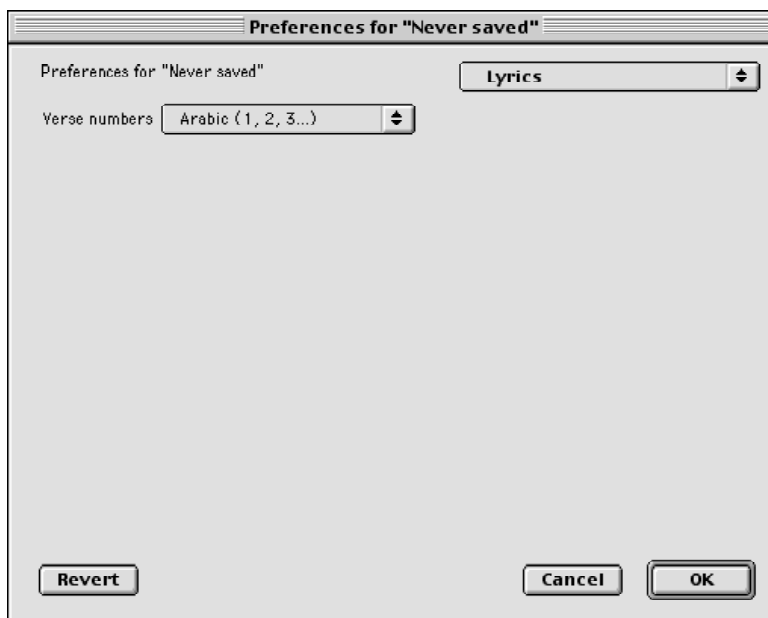 Preferences for "Never saved"
Preferences for "Never saved"
Lyrics
Verse numbers Arabic (1, 2, 3...)
Revert
Cancel
OK